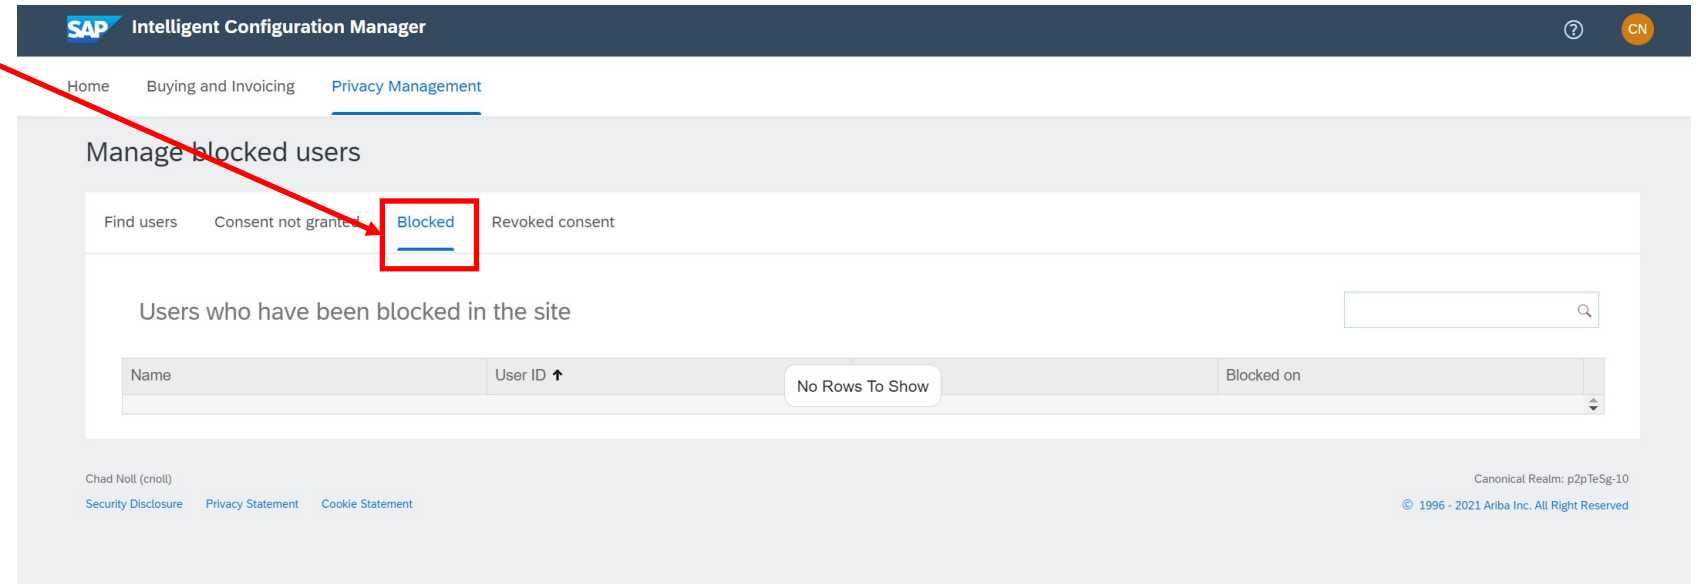 SAP Intelligent Configuration Manager CN
Home Buying and Invoicing Privacy Management
Manage blocked users
Find users Consent not granted Blocked Revoked consent
Users who have been blocked in the site
Name User ID Blocked on
No Rows To Show
Chad Noll (cnoll) Canonical Realm: p2pTeSg-10
Security Disclosure Privacy Statement Cookie Statement © 1996 - 2021 Ariba Inc. All Right Reserved